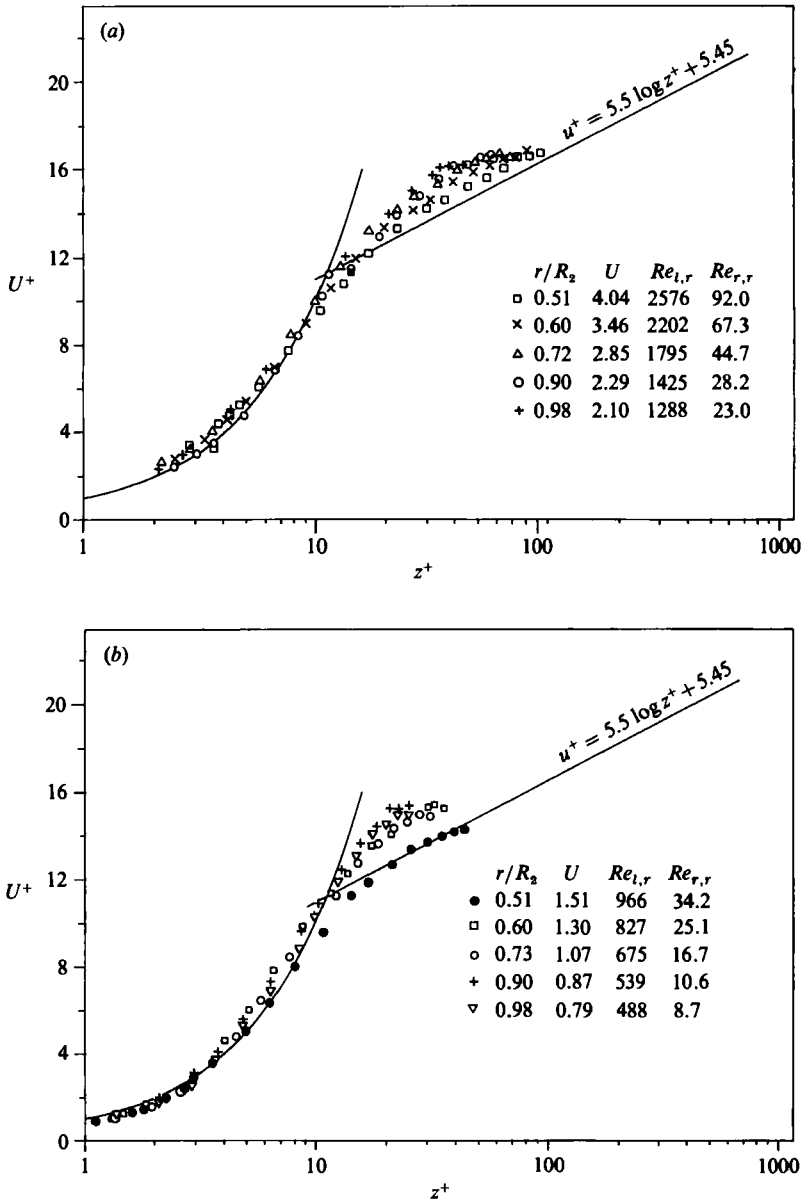 (a)
20
16
12
8
4
0
U⁺
u⁺ = 5.5 log z⁺ + 5.45
r/R₂ U Re_{l,r} Re_{r,r}
□ 0.51 4.04 2576 92.0
× 0.60 3.46 2202 67.3
△ 0.72 2.85 1795 44.7
○ 0.90 2.29 1425 28.2
+ 0.98 2.10 1288 23.0
1 10 100 1000
z⁺
(b)
20
16
12
8
4
0
U⁺
u⁺ = 5.5 log z⁺ + 5.45
r/R₂ U Re_{l,r} Re_{r,r}
● 0.51 1.51 966 34.2
□ 0.60 1.30 827 25.1
○ 0.73 1.07 675 16.7
+ 0.90 0.87 539 10.6
▽ 0.98 0.79 488 8.7
1 10 100 1000
z⁺